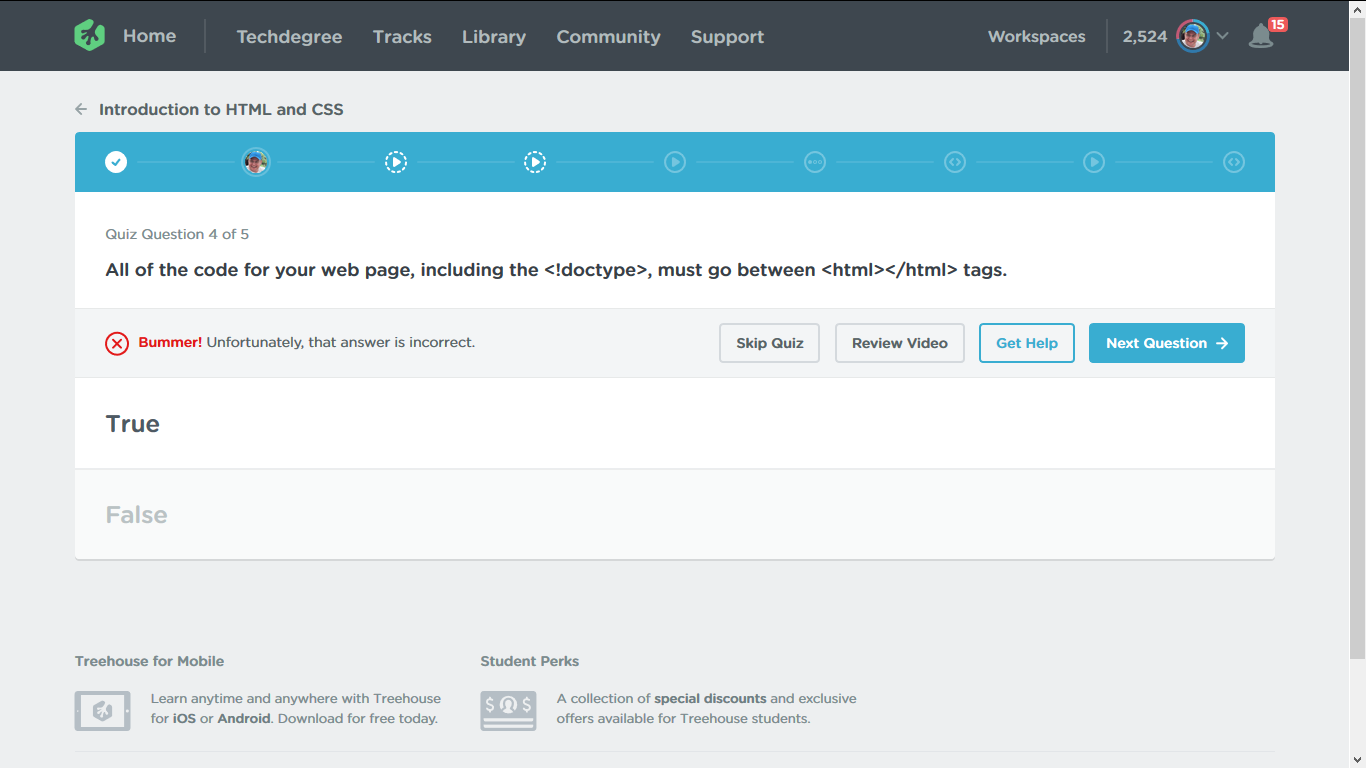 Home
Techdegree
Tracks
Library
Community
Support
Workspaces
2,524
15
← Introduction to HTML and CSS
Quiz Question 4 of 5
All of the code for your web page, including the <!doctype>, must go between <html></html> tags.
Bummer! Unfortunately, that answer is incorrect.
Skip Quiz
Review Video
Get Help
Next Question →
True
False
Treehouse for Mobile
Learn anytime and anywhere with Treehouse
for iOS or Android. Download for free today.
Student Perks
A collection of special discounts and exclusive
offers available for Treehouse students.